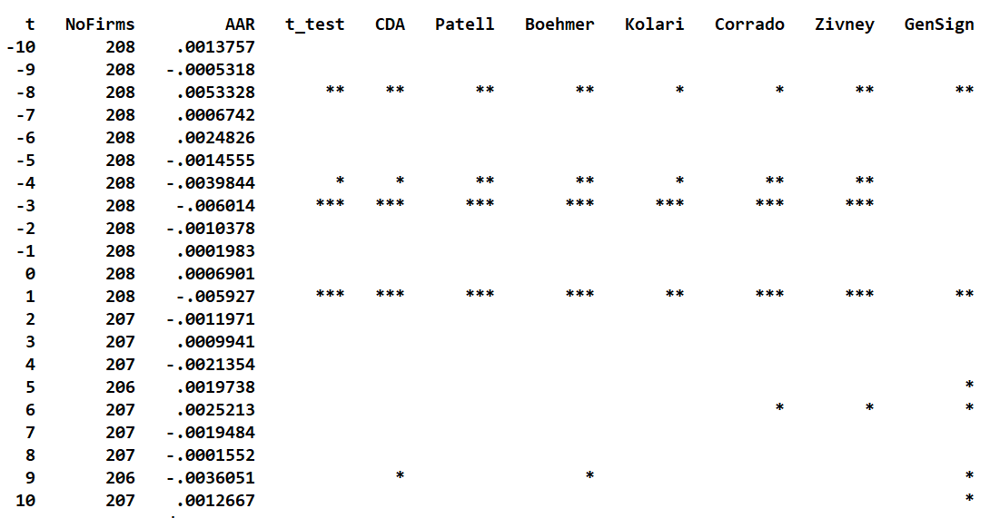 t NoFirms AAR t_test CDA Patell Boehmer Kolari Corrado Zivney GenSign
-10 208 .0013757
-9 208 -.0005318
-8 208 .0053328 ** ** ** ** * * ** **
-7 208 .0006742
-6 208 .0024826
-5 208 -.0014555
-4 208 -.0039844 * * ** ** * ** **
-3 208 -.006014 *** *** *** *** *** *** ***
-2 208 -.0010378
-1 208 .0001983
0 208 .0006901
1 208 -.005927 *** *** *** *** ** *** *** **
2 207 -.0011971
3 207 .0009941
4 207 -.0021354
5 206 .0019738 *
6 207 .0025213 * * *
7 207 -.0019484
8 207 -.0001552
9 206 -.0036051 * * *
10 207 .0012667 *